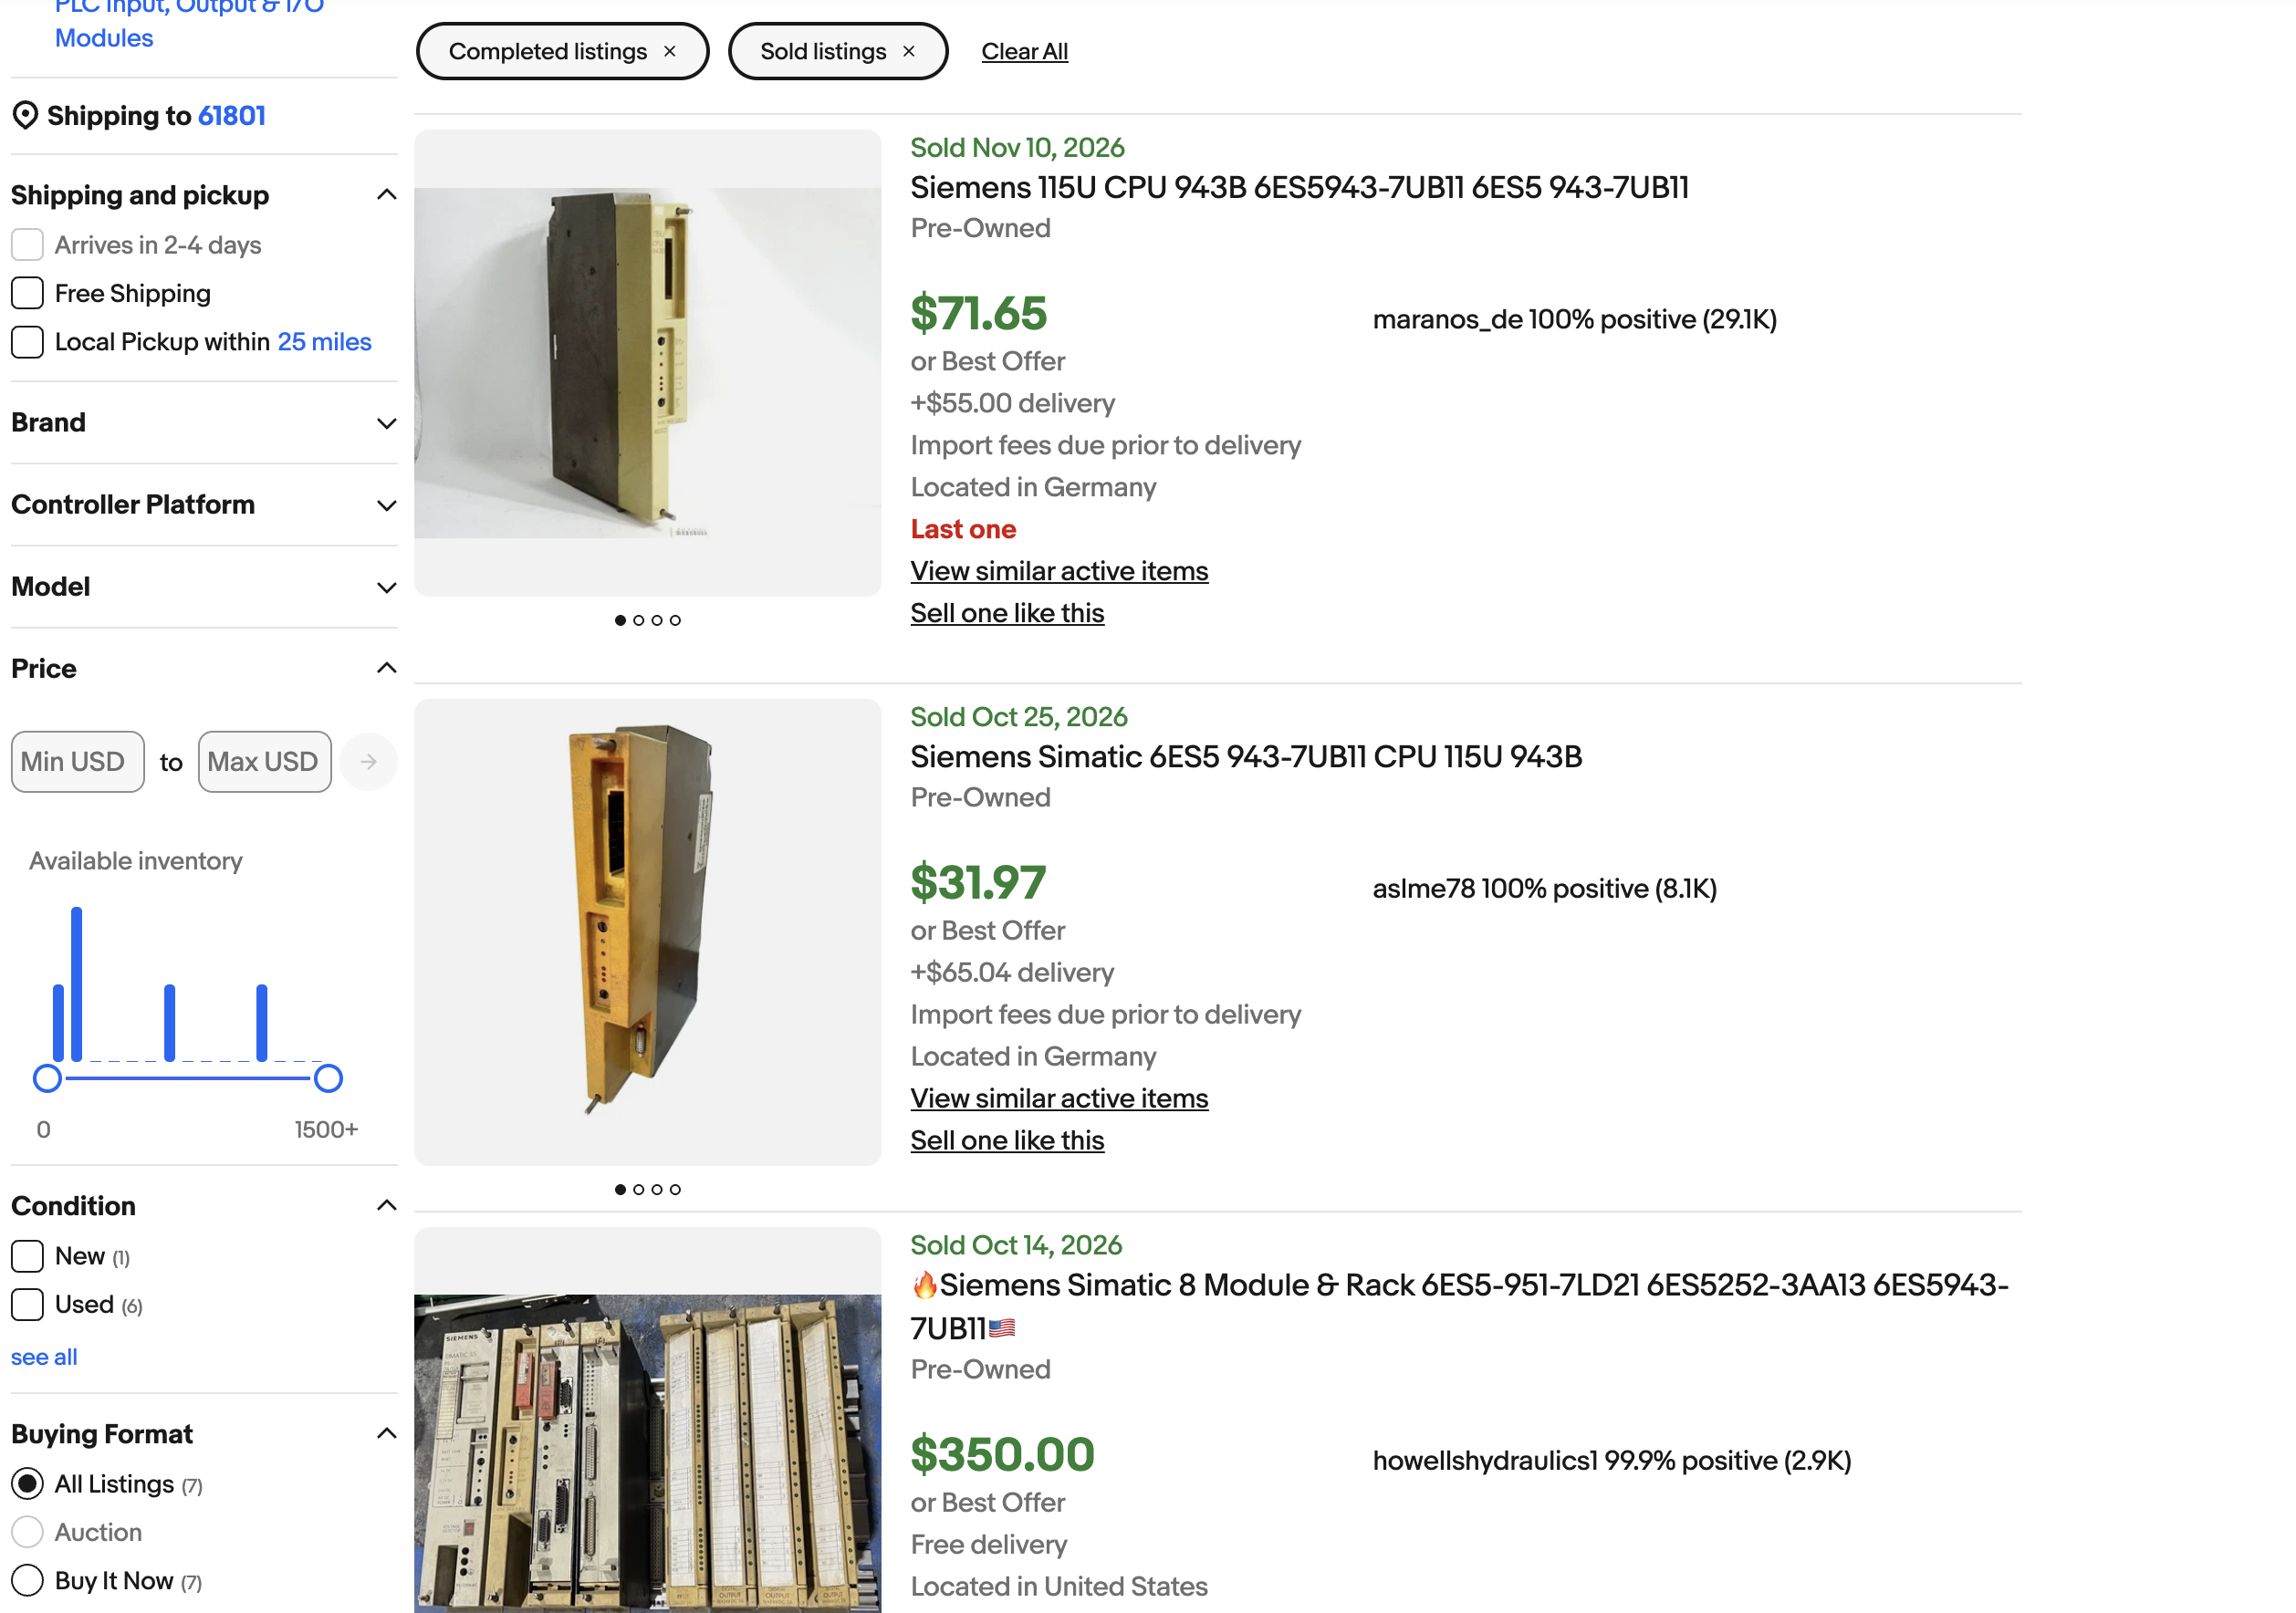 PLC Input, Output & I/O
Modules
Shipping to 61801
Shipping and pickup
Arrives in 2-4 days
Free Shipping
Local Pickup within 25 miles
Brand
Controller Platform
Model
Price
Min USD to Max USD
Available inventory
0 1500+
Condition
New (1)
Used (6)
see all
Buying Format
All Listings (7)
Auction
Buy It Now (7)
Completed listings ×
Sold listings ×
Clear All
Sold Nov 10, 2026
Siemens 115U CPU 943B 6ES5943-7UB11 6ES5 943-7UB11
Pre-Owned
$71.65
or Best Offer
+$55.00 delivery
Import fees due prior to delivery
Located in Germany
Last one
View similar active items
Sell one like this
maranos_de 100% positive (29.1K)
Sold Oct 25, 2026
Siemens Simatic 6ES5 943-7UB11 CPU 115U 943B
Pre-Owned
$31.97
or Best Offer
+$65.04 delivery
Import fees due prior to delivery
Located in Germany
View similar active items
Sell one like this
aslme78 100% positive (8.1K)
SIEMENS
Sold Oct 14, 2026
🔥Siemens Simatic 8 Module & Rack 6ES5-951-7LD21 6ES5252-3AA13 6ES5943-
7UB11🇺🇸
Pre-Owned
$350.00
or Best Offer
Free delivery
Located in United States
howellshydraulics1 99.9% positive (2.9K)